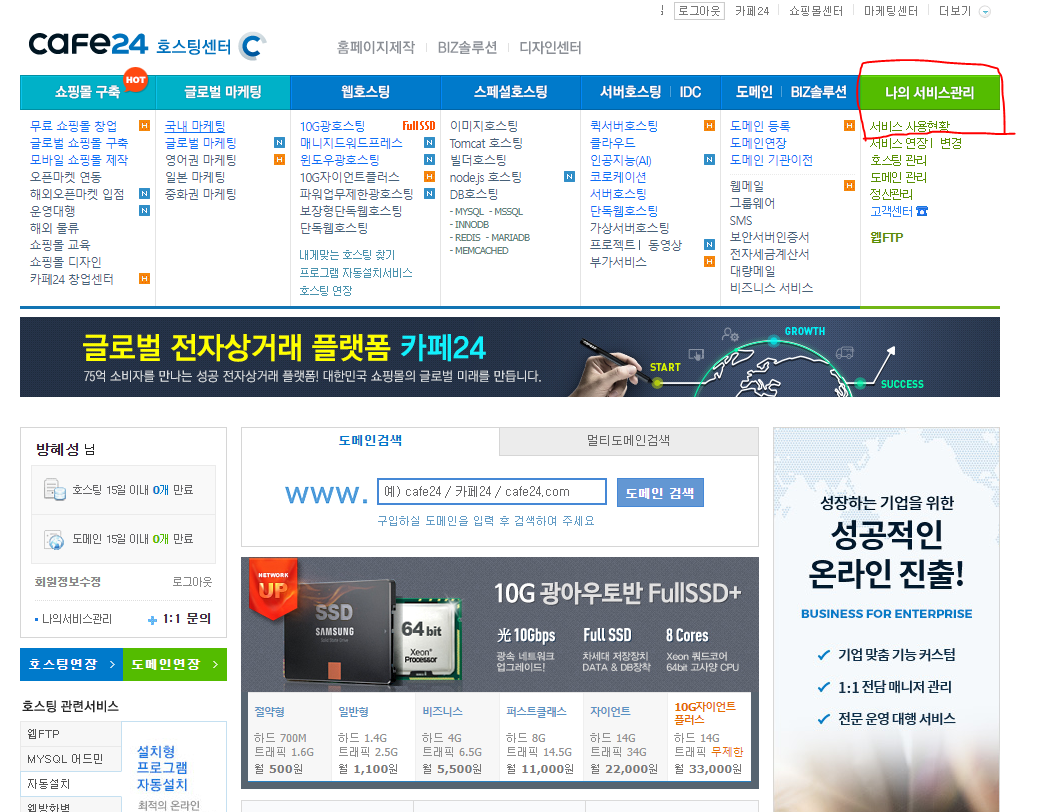 로그아웃 카페24 쇼핑몰센터 마케팅센터 더보기
CAFE24 호스팅센터 C
홈페이지제작 BIZ솔루션 디자인센터
HOT
쇼핑몰 구축 글로벌 마케팅 웹호스팅 스페셜호스팅 서버호스팅 IDC 도메인 BIZ솔루션 나의 서비스관리
무료 쇼핑몰 창업 H
글로벌 쇼핑몰 구축
모바일 쇼핑몰 제작
오픈마켓 연동
해외오픈마켓 입점 N
운영대행 N
해외 물류
쇼핑몰 교육
쇼핑몰 디자인
카페24 창업센터 H
국내 마케팅
글로벌 마케팅 N
영어권 마케팅 H
일본 마케팅
중화권 마케팅
10G광호스팅 FullSSD
매니지드워드프레스 N
윈도우광호스팅 N
10G자이언트플러스 H
파워업무제한광호스팅 N
보장형단독웹호스팅
단독웹호스팅
내게맞는 호스팅 찾기
프로그램 자동설치서비스
호스팅 연장
이미지호스팅
Tomcat 호스팅
빌더호스팅
node.js 호스팅 N
DB호스팅
- MYSQL - MSSQL
- INNODB
- REDIS - MARIADB
- MEMCACHED
퀵서버호스팅 H
클라우드
인공지능(AI) N
코로케이션
서버호스팅
단독웹호스팅
가상서버호스팅
프로젝트 | 동영상 N
부가서비스 H
도메인 등록 H
도메인연장
도메인 기관이전
웹메일 H
그룹웨어
SMS
보안서버인증서
전자세금계산서
대량메일
비즈니스 서비스
서비스 사용현황
서비스 연장 | 변경
호스팅 관리
도메인 관리
정산관리
고객센터
웹FTP
글로벌 전자상거래 플랫폼 카페24
75억 소비자를 만나는 성공 전자상거래 플랫폼! 대한민국 쇼핑몰의 글로벌 미래를 만듭니다.
START GROWTH SUCCESS
방혜성 님
호스팅 15일 이내 0개 만료
도메인 15일 이내 0개 만료
회원정보수정 로그아웃
나의서비스관리 1:1 문의
호스팅연장 > 도메인연장 >
호스팅 관련서비스
웹FTP
MYSQL 어드민
자동설치
웹방화벽
설치형
프로그램
자동설치
최적의 온라인
도메인검색 멀티도메인검색
www. 예) cafe24 / 카페24 / cafe24.com 도메인 검색
구입하실 도메인을 입력 후 검색하여 주세요
NETWORK
UP
SSD
SAMSUNG
64 bit
Xeon
Processor
10G 광아우토반 FullSSD+
光 10Gbps Full SSD 8 Cores
광속 네트워크 차세대 저장장치 Xeon 쿼드코어
업그레이드! DATA & DB장착 64bit 고사양 CPU
절약형
하드 700M
트래픽 1.6G
월 500원
일반형
하드 1.4G
트래픽 2.5G
월 1,100원
비즈니스
하드 4G
트래픽 6.5G
월 5,500원
퍼스트클래스
하드 8G
트래픽 14.5G
월 11,000원
자이언트
하드 14G
트래픽 34G
월 22,000원
10G자이언트
플러스
하드 14G
트래픽 무제한
월 33,000원
성장하는 기업을 위한
성공적인
온라인 진출!
BUSINESS FOR ENTERPRISE
기업 맞춤 기능 커스텀
1:1 전담 매니저 관리
전문 운영 대행 서비스